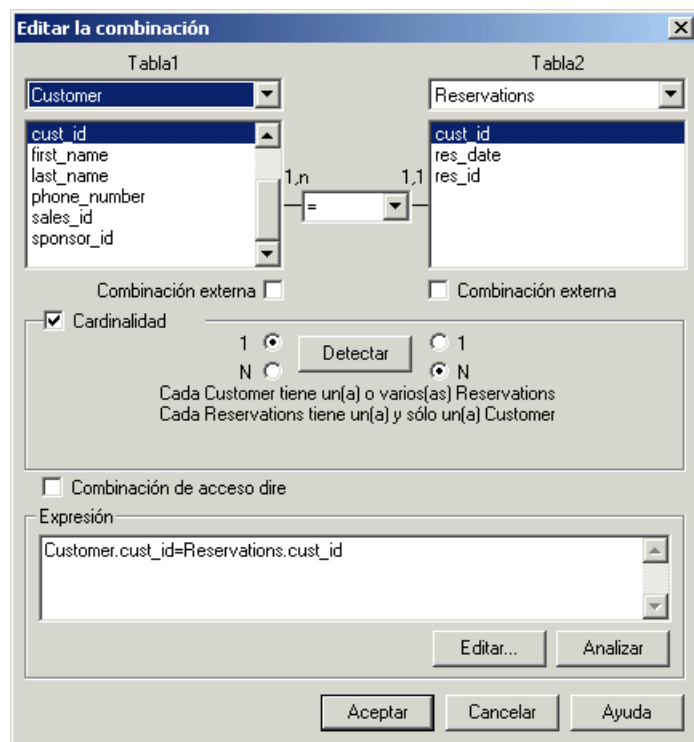 Editar la combinación
Tabla1 Tabla2
Customer Reservations
cust_id cust_id
first_name res_date
last_name res_id
phone_number
sales_id
sponsor_id
1,n = 1,1
Combinación externa Combinación externa
Cardinalidad
1 Detectar 1
N N
Cada Customer tiene un(a) o varios(as) Reservations
Cada Reservations tiene un(a) y sólo un(a) Customer
Combinación de acceso dire
Expresión
Customer.cust_id=Reservations.cust_id
Editar... Analizar
Aceptar Cancelar Ayuda